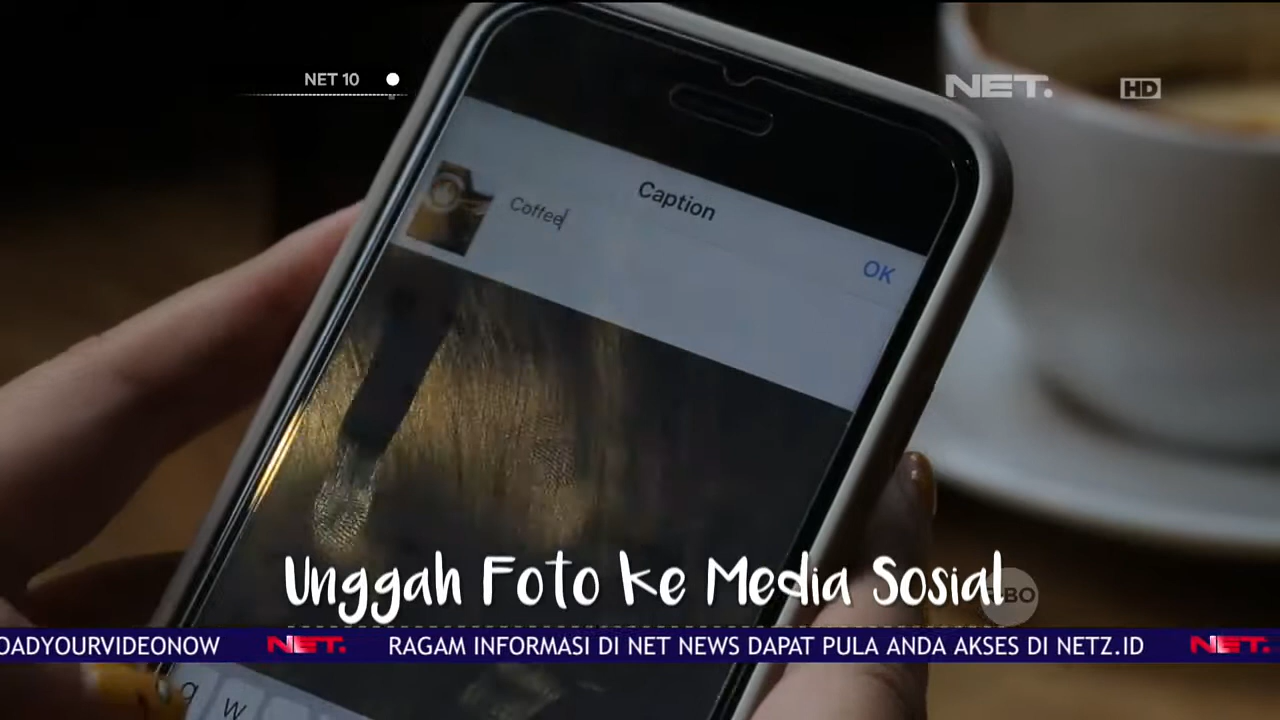 NET 10
NET.
HD
Caption
Coffee
OK
Unggah Foto ke Media Sosial
OADYOURVIDEONOW NET. RAGAM INFORMASI DI NET NEWS DAPAT PULA ANDA AKSES DI NETZ.ID NET.
q w